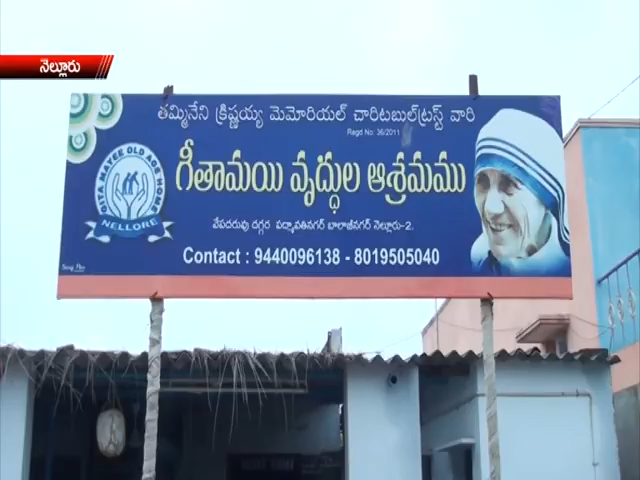 నెల్లూరు
తమ్మినేని క్రిష్ణయ్య మెమోరియల్ చారిటబుల్‌ట్రస్ట్ వారి
Regd No: 36/2011
గీతామయి వృద్ధుల ఆశ్రమము
GITA MAYEE OLD AGE HOME
NELLORE
వేపదరువు దగ్గర పద్మావతినగర్ బాలాజీనగర్ నెల్లూరు-2.
Contact : 9440096138 - 8019505040